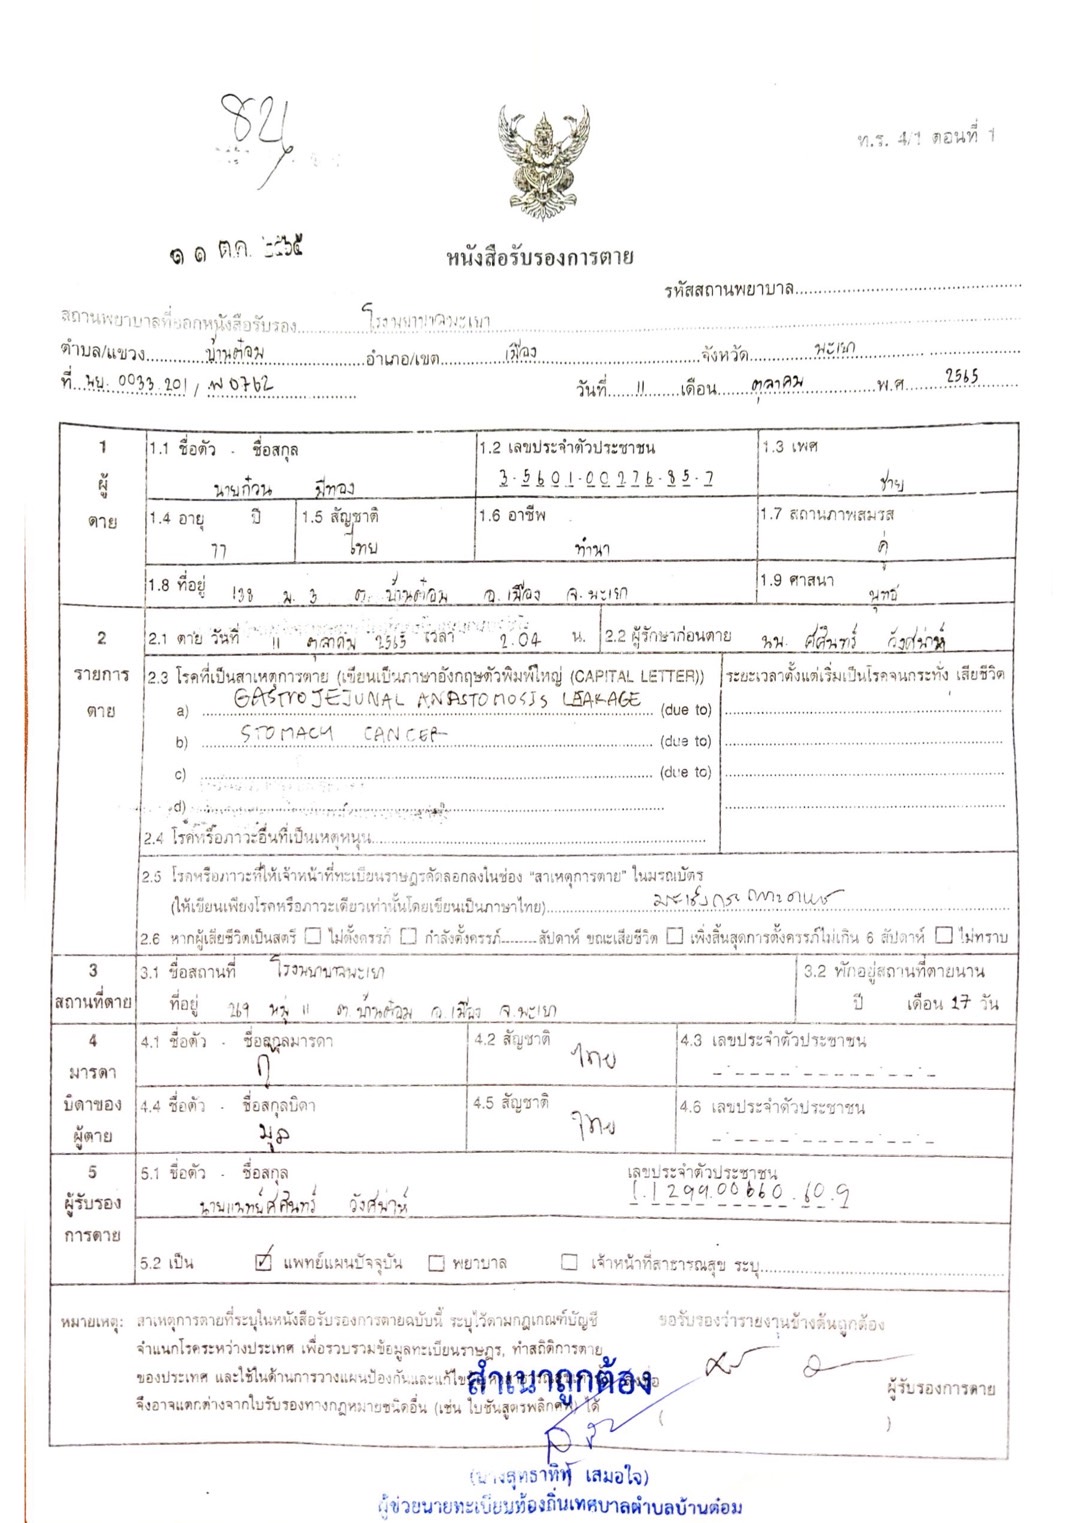 ท.ร. 4/1 ตอนที่ 1
๑ ๑ ต.ค. ๒๕๖๕
หนังสือรับรองการตาย
รหัสสถานพยาบาล
สถานพยาบาลที่ออกหนังสือรับรอง โรงพยาบาลพะเยา
ตำบล/แขวง บ้านต๋อม อำเภอ/เขต เมือง จังหวัด พะเยา
ที่ พย. 0033.201 / พ0762 วันที่ 11 เดือน ตุลาคม พ.ศ. 2565
1 ผู้ตาย
1.1 ชื่อตัว - ชื่อสกุล 1.2 เลขประจำตัวประชาชน 1.3 เพศ
นายก๋วน มีทอง 3-5601-00276-85-7 ชาย
1.4 อายุ ปี 1.5 สัญชาติ 1.6 อาชีพ 1.7 สถานภาพสมรส
77 ไทย ทำนา คู่
1.8 ที่อยู่ 138 ม. 3 ต. บ้านต๋อม อ. เมือง จ. พะเยา 1.9 ศาสนา พุทธ
2 รายการตาย
2.1 ตาย วันที่ 11 ตุลาคม 2565 เวลา 2.04 น. 2.2 ผู้รักษาก่อนตาย นพ. ศศินทร์ วังศพ่าห์
2.3 โรคที่เป็นสาเหตุการตาย (เขียนเป็นภาษาอังกฤษตัวพิมพ์ใหญ่ (CAPITAL LETTER)) ระยะเวลาตั้งแต่เริ่มเป็นโรคจนกระทั่ง เสียชีวิต
a) GASTROJEJUNAL ANASTOMOSIS LEAKAGE (due to)
b) STOMACH CANCER (due to)
c) (due to)
d)
2.4 โรคหรือภาวะอื่นที่เป็นเหตุหนุน
2.5 โรคหรือภาวะที่ให้เจ้าหน้าที่ทะเบียนราษฎรคัดลอกลงในช่อง "สาเหตุการตาย" ในมรณบัตร
(ให้เขียนเพียงโรคหรือภาวะเดียวเท่านั้นโดยเขียนเป็นภาษาไทย) มะเร็งกระเพาะอาหาร
2.6 หากผู้เสียชีวิตเป็นสตรี ไม่ตั้งครรภ์ กำลังตั้งครรภ์ สัปดาห์ ขณะเสียชีวิต เพิ่งสิ้นสุดการตั้งครรภ์ไม่เกิน 6 สัปดาห์ ไม่ทราบ
3 สถานที่ตาย
3.1 ชื่อสถานที่ โรงพยาบาลพะเยา 3.2 พักอยู่สถานที่ตายนาน
ที่อยู่ 269 หมู่ 11 ต. บ้านต๋อม อ. เมือง จ. พะเยา ปี เดือน 17 วัน
4 มารดา บิดาของผู้ตาย
4.1 ชื่อตัว - ชื่อสกุลมารดา 4.2 สัญชาติ ไทย 4.3 เลขประจำตัวประชาชน
4.4 ชื่อตัว - ชื่อสกุลบิดา 4.5 สัญชาติ ไทย 4.6 เลขประจำตัวประชาชน
มูล
5 ผู้รับรองการตาย
5.1 ชื่อตัว - ชื่อสกุล เลขประจำตัวประชาชน
นายแพทย์ศศินทร์ วังศพ่าห์ 1-1299-00660-60-9
5.2 เป็น ✓ แพทย์แผนปัจจุบัน พยาบาล เจ้าหน้าที่สาธารณสุข ระบุ
หมายเหตุ: สาเหตุการตายที่ระบุในหนังสือรับรองการตายฉบับนี้ ระบุไว้ตามกฎเกณฑ์บัญชี ขอรับรองว่ารายงานข้างต้นถูกต้อง
จำแนกโรคระหว่างประเทศ เพื่อรวบรวมข้อมูลทะเบียนราษฎร, ทำสถิติการตาย
ของประเทศ และใช้ในด้านการวางแผนป้องกันและแก้ไข ผู้รับรองการตาย
จึงอาจแตกต่างจากใบรับรองทางกฎหมายชนิดอื่น (เช่น ใบชันสูตรพลิกศพ) ได้ ( )
สำเนาถูกต้อง
(นางสุทธาทิพ เสมอใจ)
ผู้ช่วยนายทะเบียนท้องถิ่นเทศบาลตำบลบ้านต๋อม